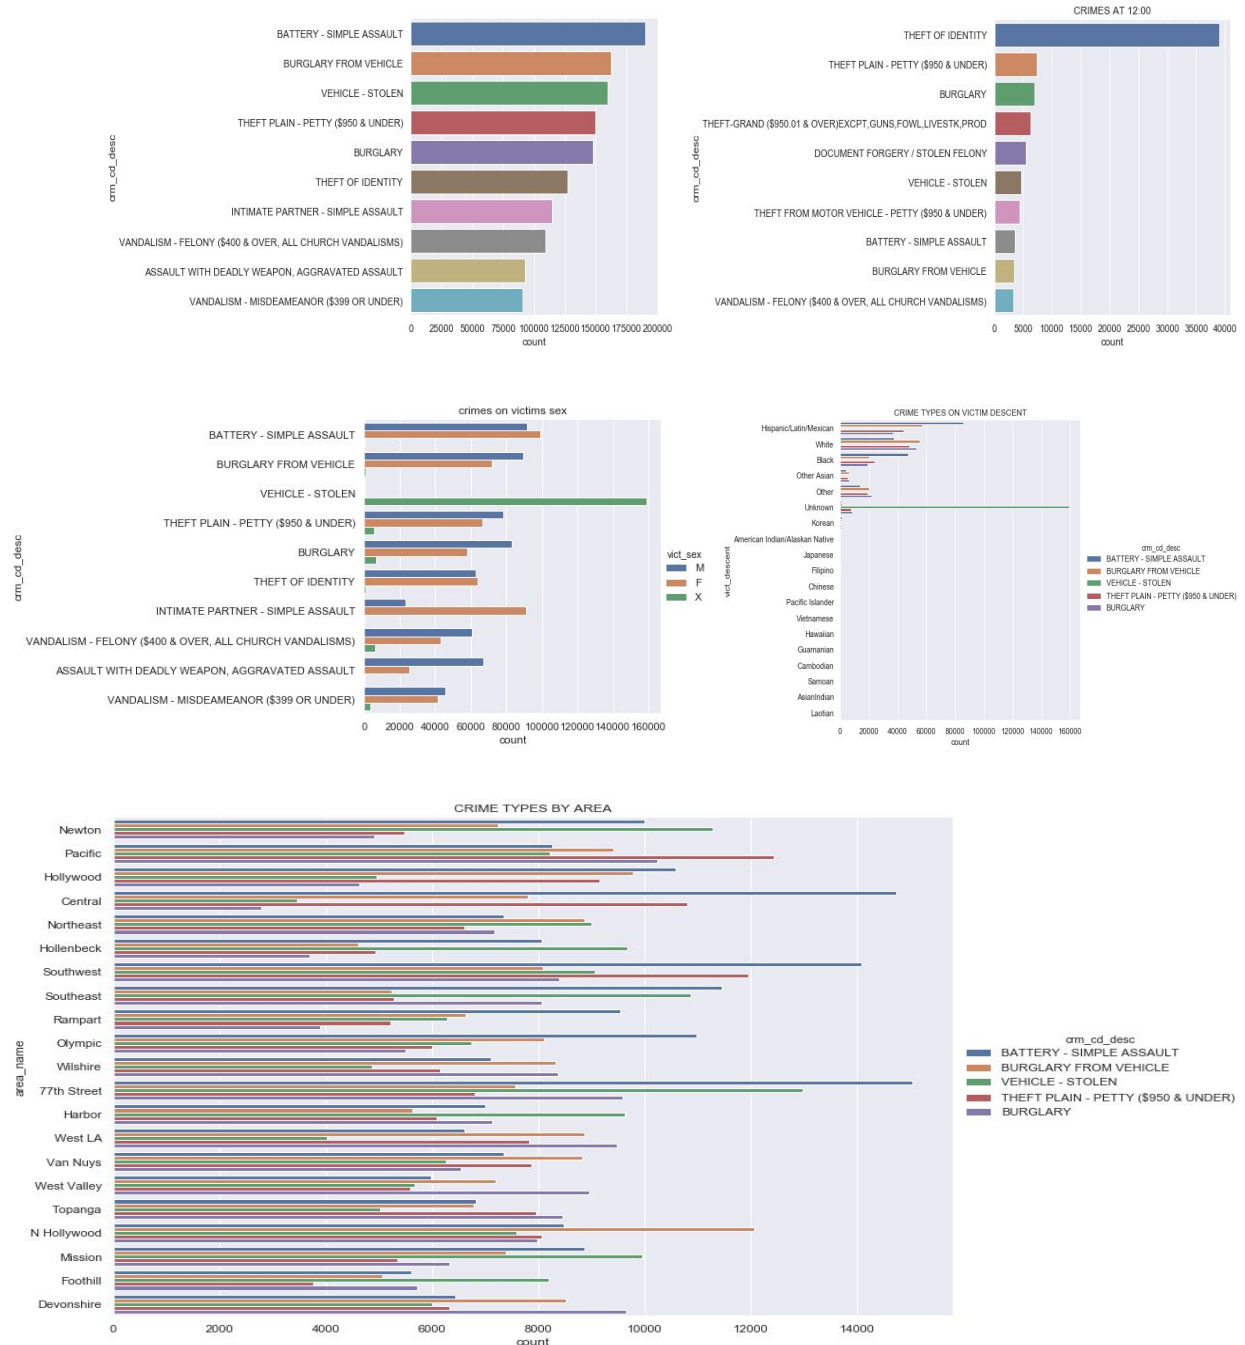 BATTERY - SIMPLE ASSAULT
BURGLARY FROM VEHICLE
VEHICLE - STOLEN
THEFT PLAIN - PETTY ($950 & UNDER)
BURGLARY
THEFT OF IDENTITY
INTIMATE PARTNER - SIMPLE ASSAULT
VANDALISM - FELONY ($400 & OVER, ALL CHURCH VANDALISMS)
ASSAULT WITH DEADLY WEAPON, AGGRAVATED ASSAULT
VANDALISM - MISDEAMEANOR ($399 OR UNDER)
crm_cd_desc
0 25000 50000 75000 100000 125000 150000 175000 200000
count
CRIMES AT 12:00
THEFT OF IDENTITY
THEFT PLAIN - PETTY ($950 & UNDER)
BURGLARY
THEFT-GRAND ($950.01 & OVER)EXCPT,GUNS,FOWL,LIVESTK,PROD
DOCUMENT FORGERY / STOLEN FELONY
VEHICLE - STOLEN
THEFT FROM MOTOR VEHICLE - PETTY ($950 & UNDER)
BATTERY - SIMPLE ASSAULT
BURGLARY FROM VEHICLE
VANDALISM - FELONY ($400 & OVER, ALL CHURCH VANDALISMS)
crm_cd_desc
0 5000 10000 15000 20000 25000 30000 35000 40000
count
crimes on victims sex
BATTERY - SIMPLE ASSAULT
BURGLARY FROM VEHICLE
VEHICLE - STOLEN
THEFT PLAIN - PETTY ($950 & UNDER)
BURGLARY
THEFT OF IDENTITY
INTIMATE PARTNER - SIMPLE ASSAULT
VANDALISM - FELONY ($400 & OVER, ALL CHURCH VANDALISMS)
ASSAULT WITH DEADLY WEAPON, AGGRAVATED ASSAULT
VANDALISM - MISDEAMEANOR ($399 OR UNDER)
crm_cd_desc
0 20000 40000 60000 80000 100000 120000 140000 160000
count
vict_sex
M
F
X
CRIME TYPES ON VICTIM DESCENT
Hispanic/Latin/Mexican
White
Black
Other Asian
Other
Unknown
Korean
American Indian/Alaskan Native
Japanese
Filipino
Chinese
Pacific Islander
Vietnamese
Hawaiian
Guamanian
Cambodian
Samoan
AsianIndian
Laotian
vict_descent
0 20000 40000 60000 80000 100000 120000 140000 160000
count
crm_cd_desc
BATTERY - SIMPLE ASSAULT
BURGLARY FROM VEHICLE
VEHICLE - STOLEN
THEFT PLAIN - PETTY ($950 & UNDER)
BURGLARY
CRIME TYPES BY AREA
Newton
Pacific
Hollywood
Central
Northeast
Hollenbeck
Southwest
Southeast
Rampart
Olympic
Wilshire
77th Street
Harbor
West LA
Van Nuys
West Valley
Topanga
N Hollywood
Mission
Foothill
Devonshire
area_name
0 2000 4000 6000 8000 10000 12000 14000
count
crm_cd_desc
BATTERY - SIMPLE ASSAULT
BURGLARY FROM VEHICLE
VEHICLE - STOLEN
THEFT PLAIN - PETTY ($950 & UNDER)
BURGLARY